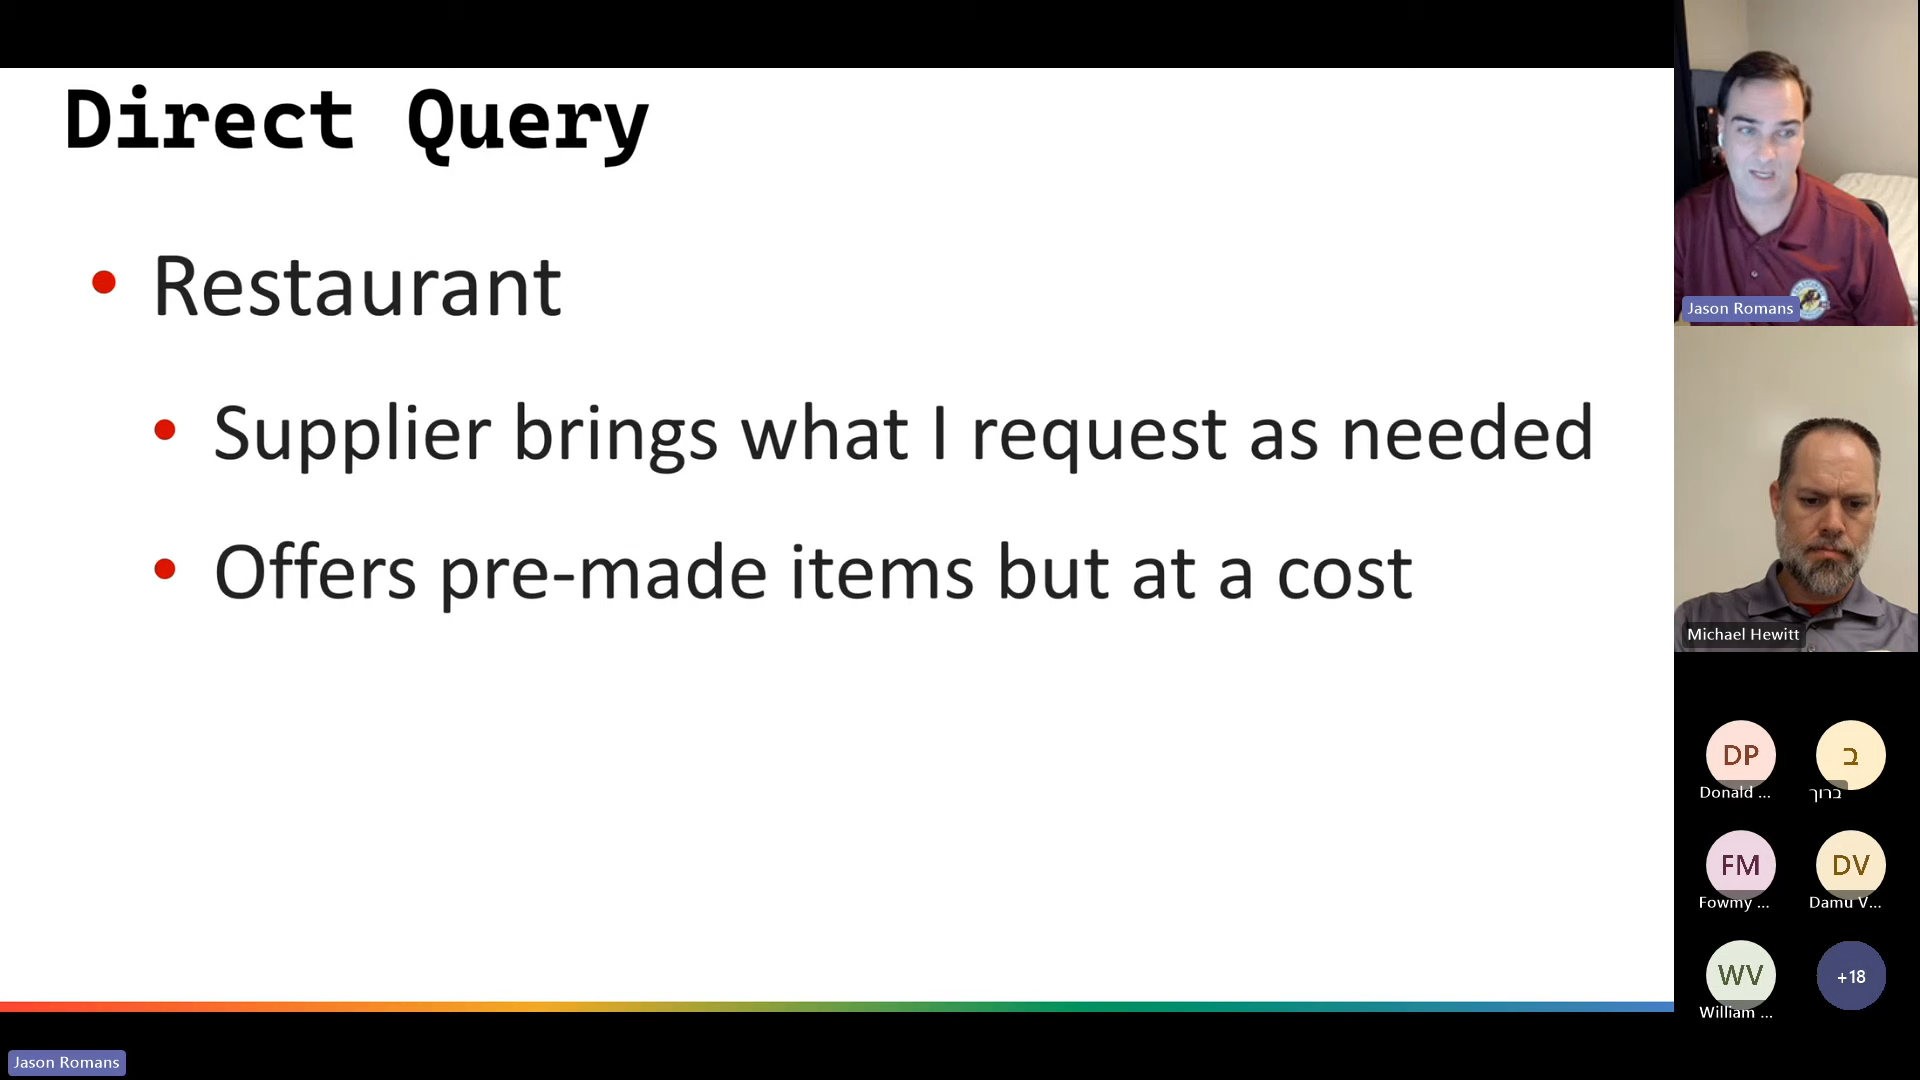 Direct Query
• Restaurant
• Supplier brings what I request as needed
• Offers pre-made items but at a cost
Jason Romans
Michael Hewitt
DP
Donald ...
ב
ברוך
FM
Fowmy ...
DV
Damu V...
WV
William ...
+18
Jason Romans